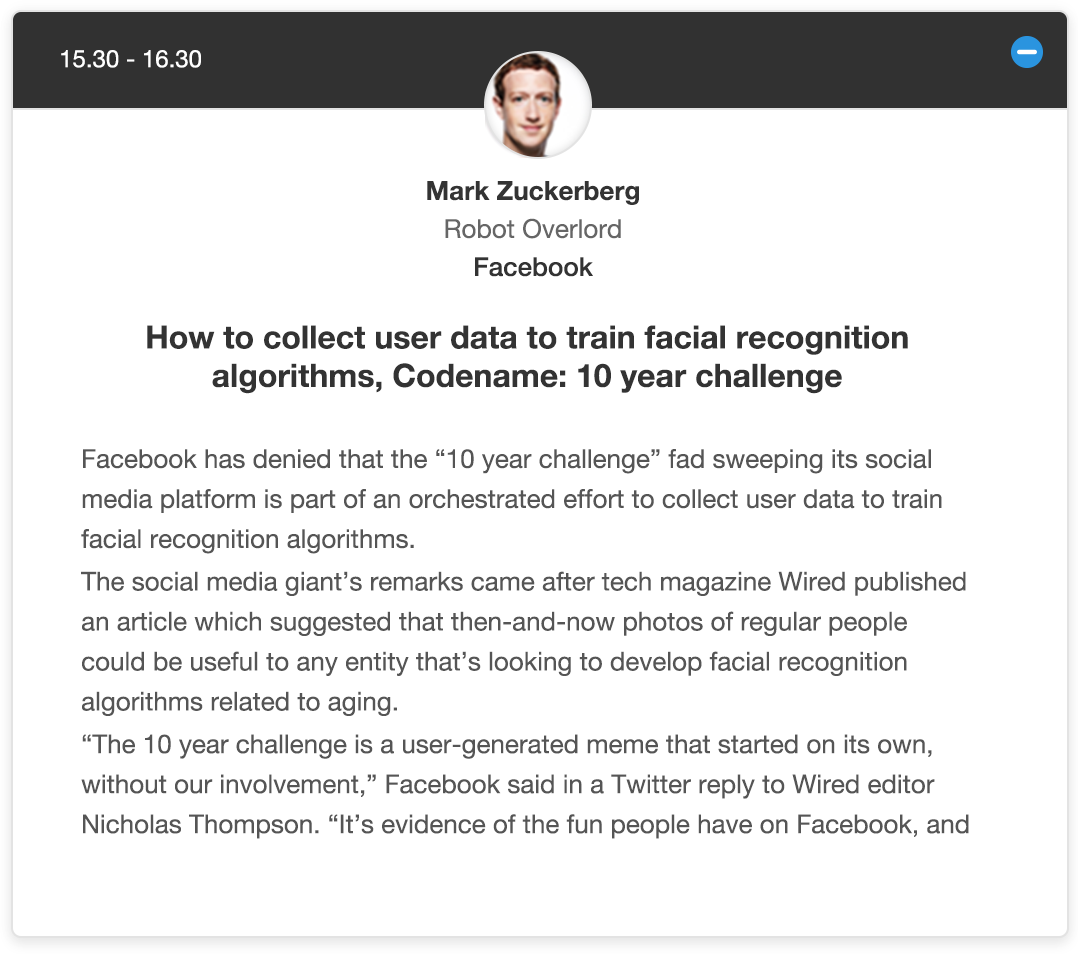 15.30 - 16.30
Mark Zuckerberg
Robot Overlord
Facebook
How to collect user data to train facial recognition
algorithms, Codename: 10 year challenge
Facebook has denied that the “10 year challenge” fad sweeping its social
media platform is part of an orchestrated effort to collect user data to train
facial recognition algorithms.
The social media giant’s remarks came after tech magazine Wired published
an article which suggested that then-and-now photos of regular people
could be useful to any entity that’s looking to develop facial recognition
algorithms related to aging.
“The 10 year challenge is a user-generated meme that started on its own,
without our involvement,” Facebook said in a Twitter reply to Wired editor
Nicholas Thompson. “It’s evidence of the fun people have on Facebook, and